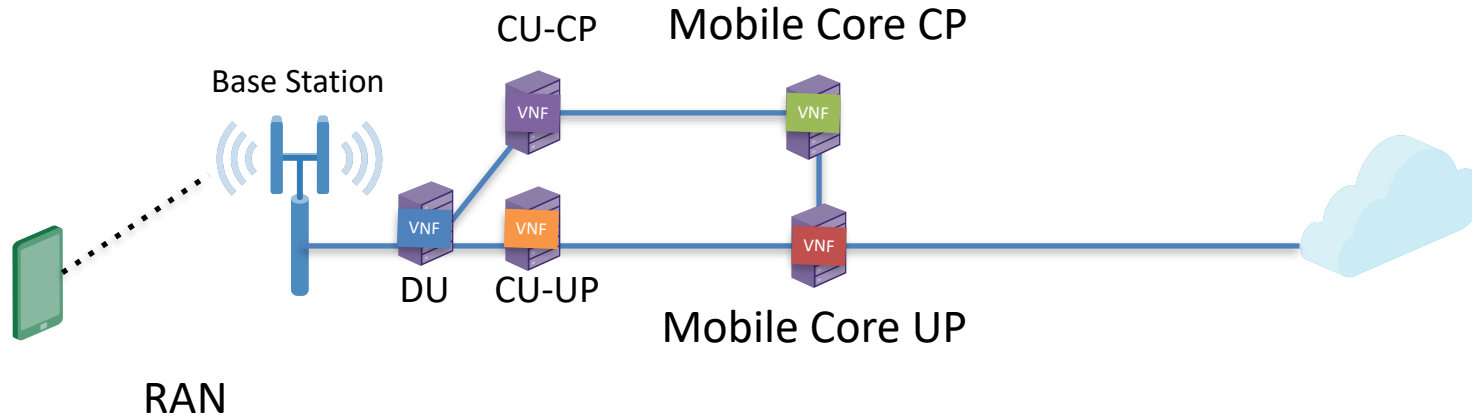 CU-CP
Mobile Core CP
Base Station
VNF
VNF
VNF
VNF
VNF
DU
CU-UP
Mobile Core UP
RAN